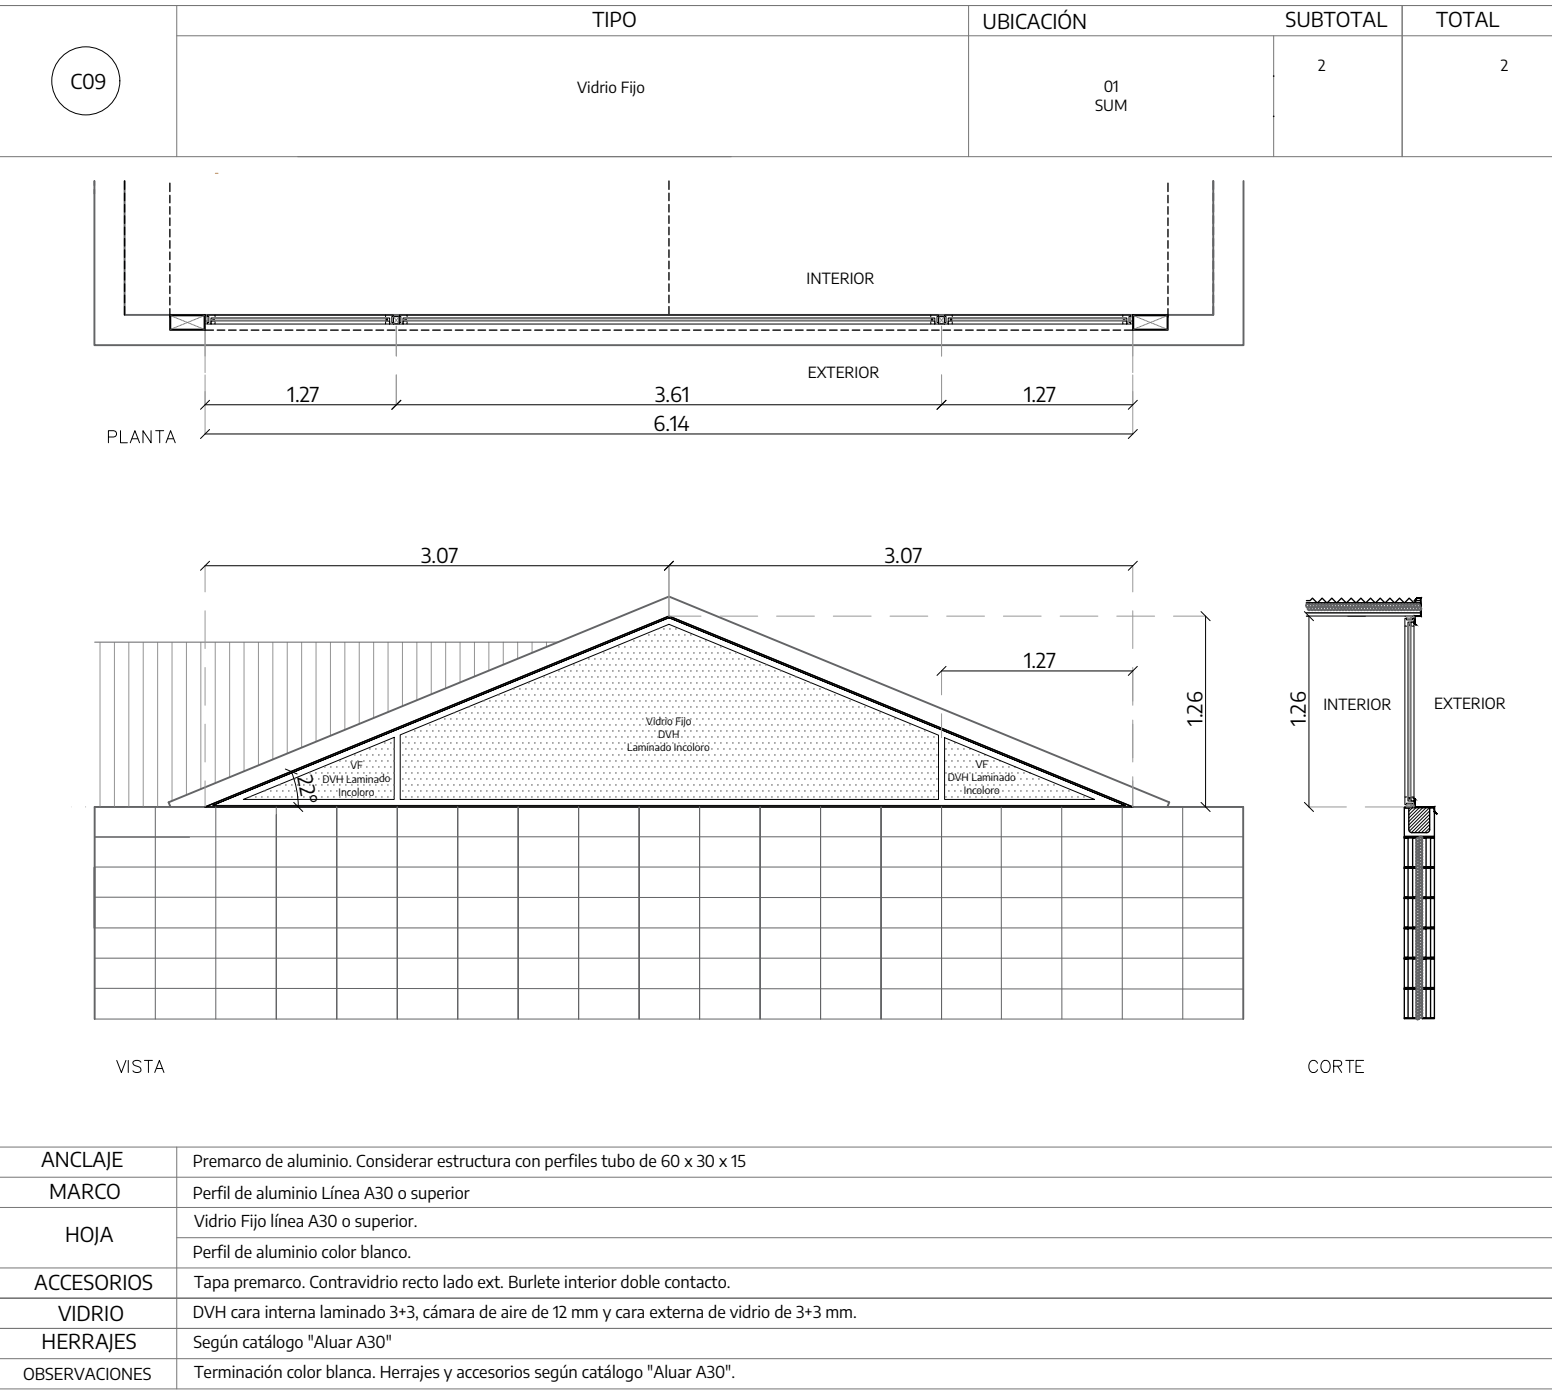 TIPO
UBICACIÓN
SUBTOTAL
TOTAL
C09
Vidrio Fijo
01
SUM
2
2
INTERIOR
EXTERIOR
1.27
3.61
1.27
6.14
PLANTA
3.07
3.07
1.27
1.26
1.26
INTERIOR
EXTERIOR
Vidrio Fijo
DVH
Laminado Incoloro
VF
DVH Laminado
Incoloro
22°
VF
DVH Laminado
Incoloro
VISTA
CORTE
ANCLAJE
Premarco de aluminio. Considerar estructura con perfiles tubo de 60 x 30 x 15
MARCO
Perfil de aluminio Línea A30 o superior
HOJA
Vidrio Fijo línea A30 o superior.
Perfil de aluminio color blanco.
ACCESORIOS
Tapa premarco. Contravidrio recto lado ext. Burlete interior doble contacto.
VIDRIO
DVH cara interna laminado 3+3, cámara de aire de 12 mm y cara externa de vidrio de 3+3 mm.
HERRAJES
Según catálogo "Aluar A30"
OBSERVACIONES
Terminación color blanca. Herrajes y accesorios según catálogo "Aluar A30".